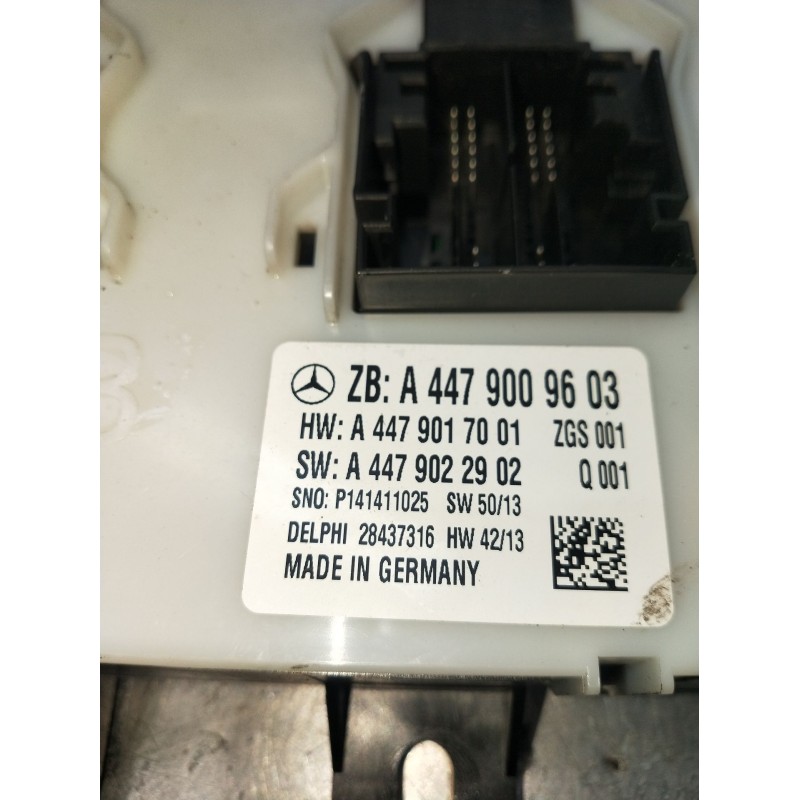 ZB: A 447 900 96 03
HW: A 447 901 70 01 ZGS 001
SW: A 447 902 29 02 Q 001
SNO: P141411025 SW 50/13
DELPHI 28437316 HW 42/13
MADE IN GERMANY